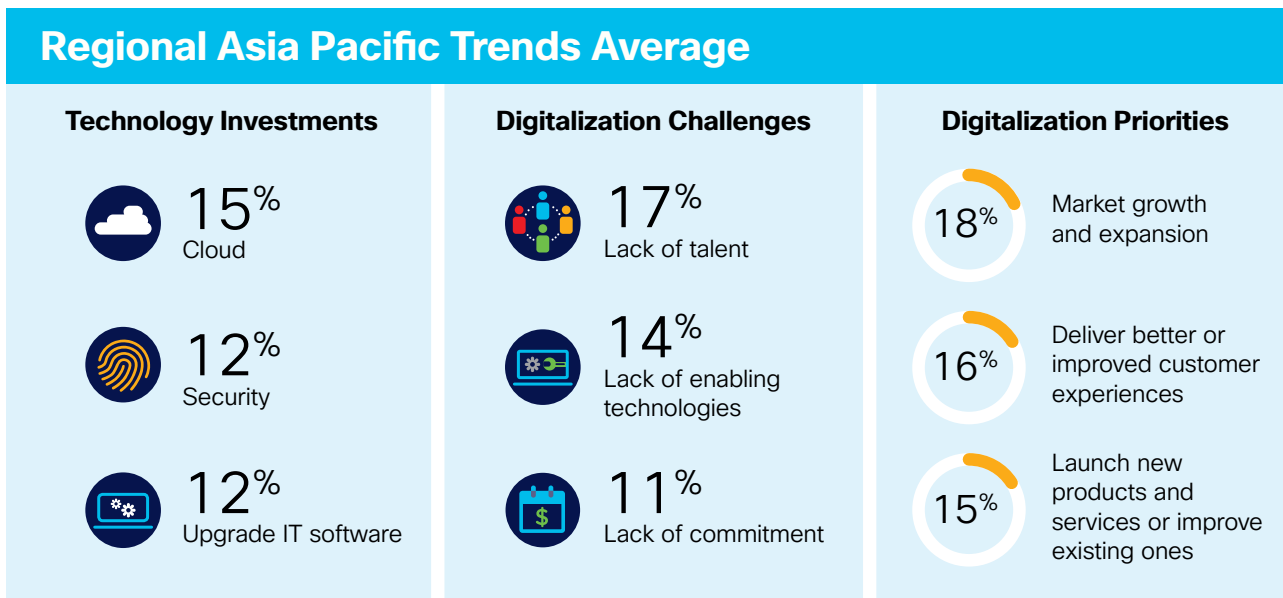 Regional Asia Pacific Trends Average
Technology Investments
15%
Cloud
12%
Security
12%
Upgrade IT software
Digitalization Challenges
17%
Lack of talent
14%
Lack of enabling
technologies
$
11%
Lack of commitment
Digitalization Priorities
18%
Market growth
and expansion
16%
Deliver better or
improved customer
experiences
15%
Launch new
products and
services or improve
existing ones